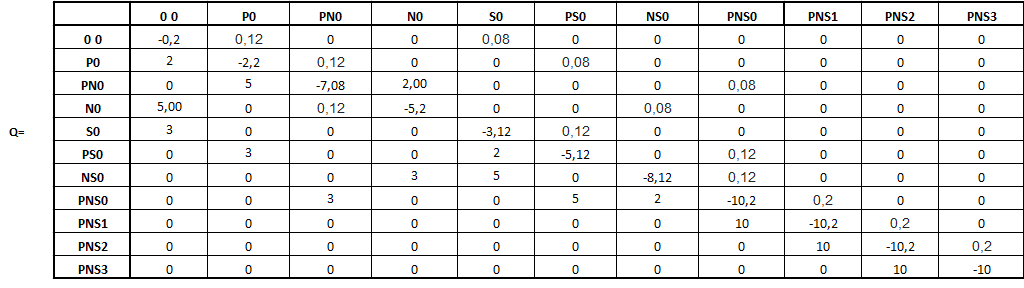 00 P0 PN0 N0 S0 PS0 NS0 PNS0 PNS1 PNS2 PNS3
00 -0,2 0,12 0 0 0,08 0 0 0 0 0 0
P0 2 -2,2 0,12 0 0 0,08 0 0 0 0 0
PN0 0 5 -7,08 2,00 0 0 0 0,08 0 0 0
N0 5,00 0 0,12 -5,2 0 0 0,08 0 0 0 0
Q= S0 3 0 0 0 -3,12 0,12 0 0 0 0 0
PS0 0 3 0 0 2 -5,12 0 0,12 0 0 0
NS0 0 0 0 3 5 0 -8,12 0,12 0 0 0
PNS0 0 0 3 0 0 5 2 -10,2 0,2 0 0
PNS1 0 0 0 0 0 0 0 10 -10,2 0,2 0
PNS2 0 0 0 0 0 0 0 0 10 -10,2 0,2
PNS3 0 0 0 0 0 0 0 0 0 10 -10